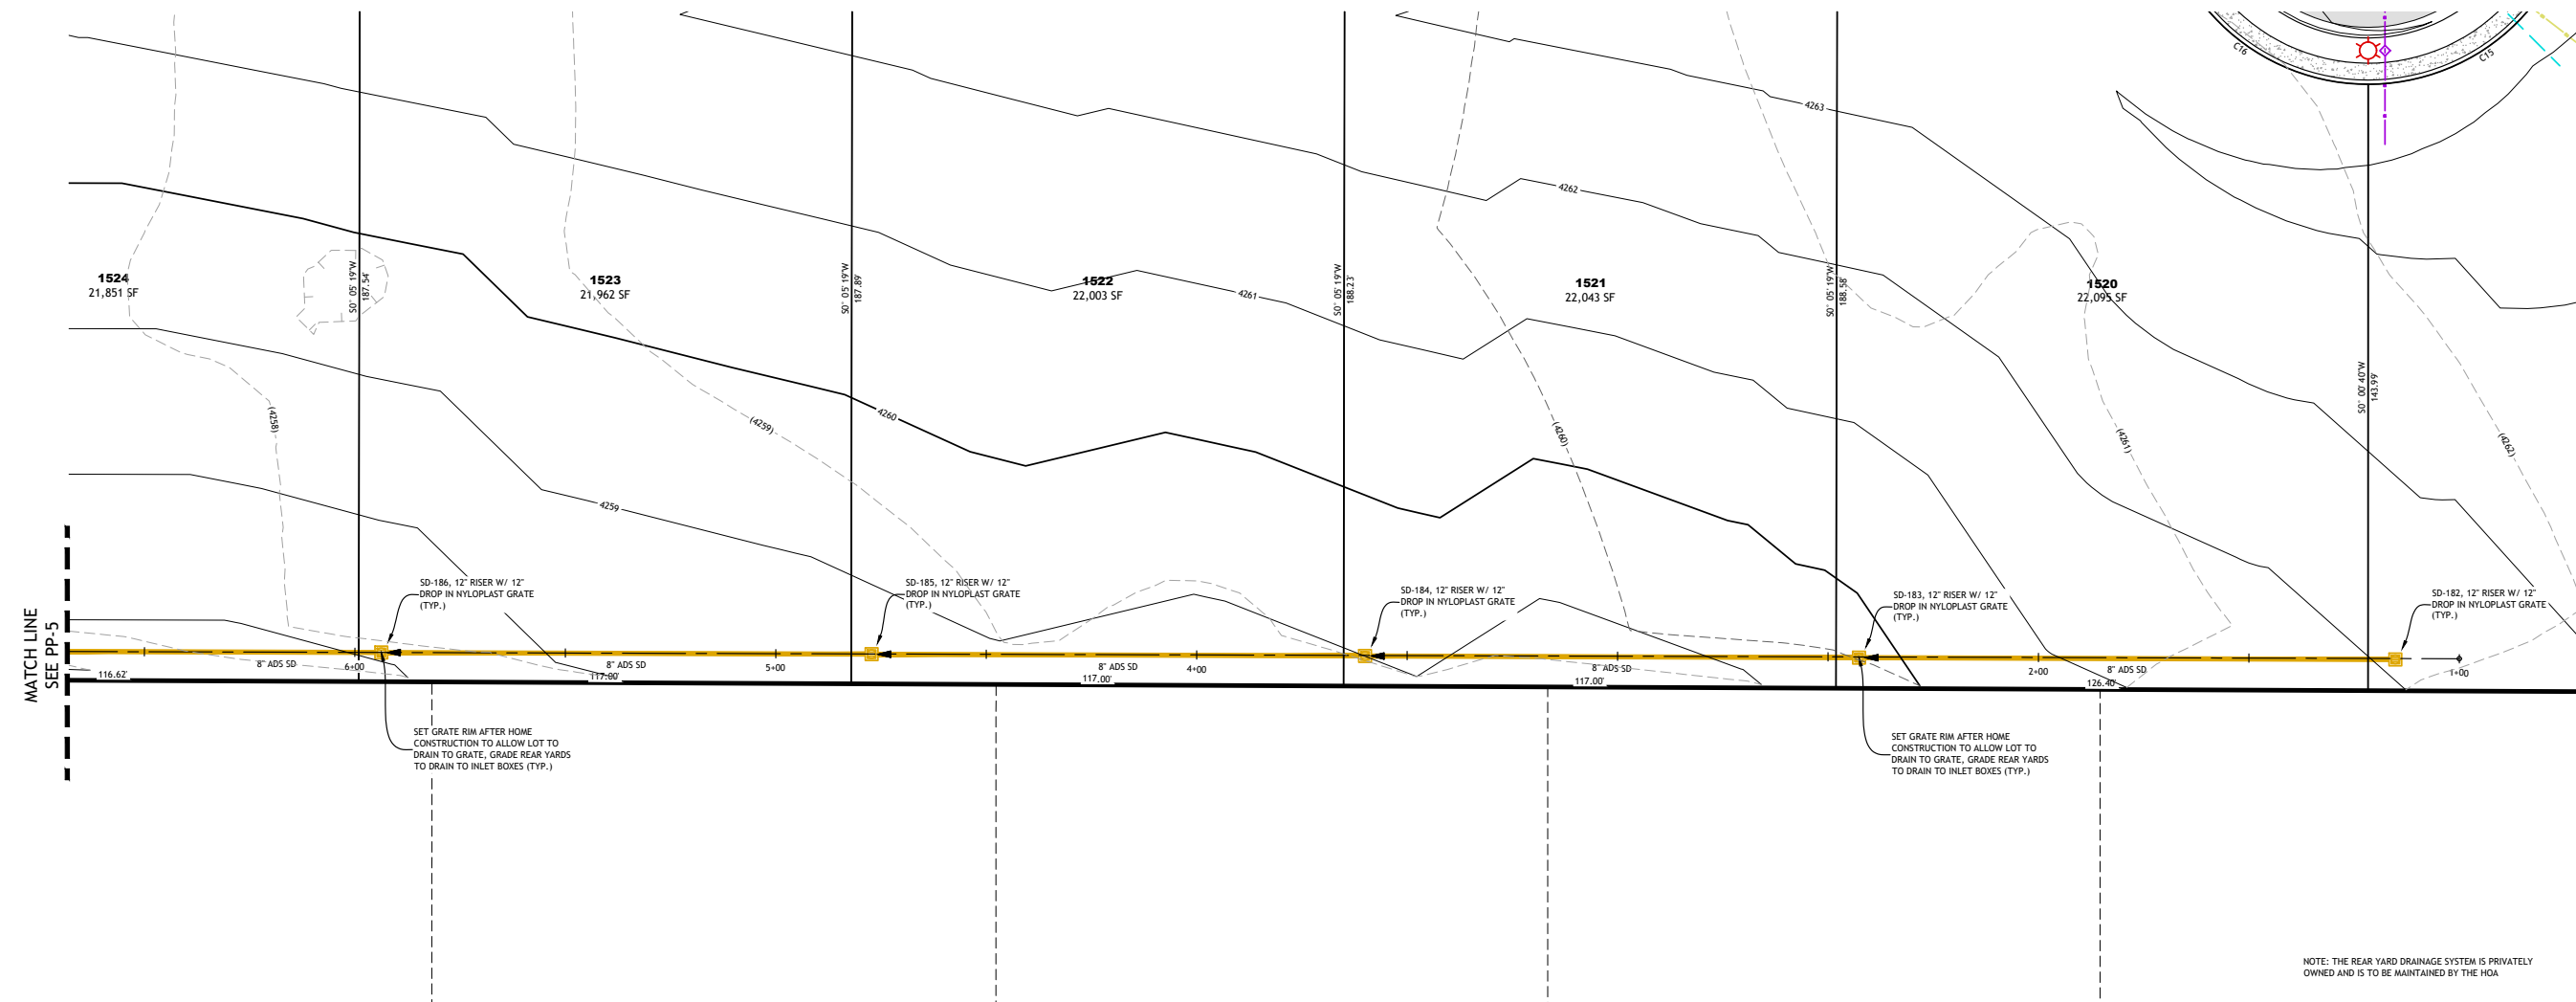 C16
C15
4263
4262
4261
4260
4259
(4258)
(4259)
(4260)
(4261)
(4262)
1524
21,851 SF
S0° 05' 19"W
187.54'
1523
21,962 SF
S0° 05' 19"W
187.89'
1522
22,003 SF
S0° 05' 19"W
188.23'
1521
22,043 SF
S0° 05' 19"W
188.58'
1520
22,095 SF
S0° 00' 40"W
143.99'
MATCH LINE
SEE PP-5
SD-186, 12" RISER W/ 12"
DROP IN NYLOPLAST GRATE
(TYP.)
SD-185, 12" RISER W/ 12"
DROP IN NYLOPLAST GRATE
(TYP.)
SD-184, 12" RISER W/ 12"
DROP IN NYLOPLAST GRATE
(TYP.)
SD-183, 12" RISER W/ 12"
DROP IN NYLOPLAST GRATE
(TYP.)
SD-182, 12" RISER W/ 12"
DROP IN NYLOPLAST GRATE
(TYP.)
8" ADS SD
6+00
8" ADS SD
5+00
8" ADS SD
4+00
8" ADS SD
2+00
8" ADS SD
1+00
116.62'
117.00'
117.00'
117.00'
126.40'
SET GRATE RIM AFTER HOME
CONSTRUCTION TO ALLOW LOT TO
DRAIN TO GRATE, GRADE REAR YARDS
TO DRAIN TO INLET BOXES (TYP.)
SET GRATE RIM AFTER HOME
CONSTRUCTION TO ALLOW LOT TO
DRAIN TO GRATE, GRADE REAR YARDS
TO DRAIN TO INLET BOXES (TYP.)
NOTE: THE REAR YARD DRAINAGE SYSTEM IS PRIVATELY
OWNED AND IS TO BE MAINTAINED BY THE HOA